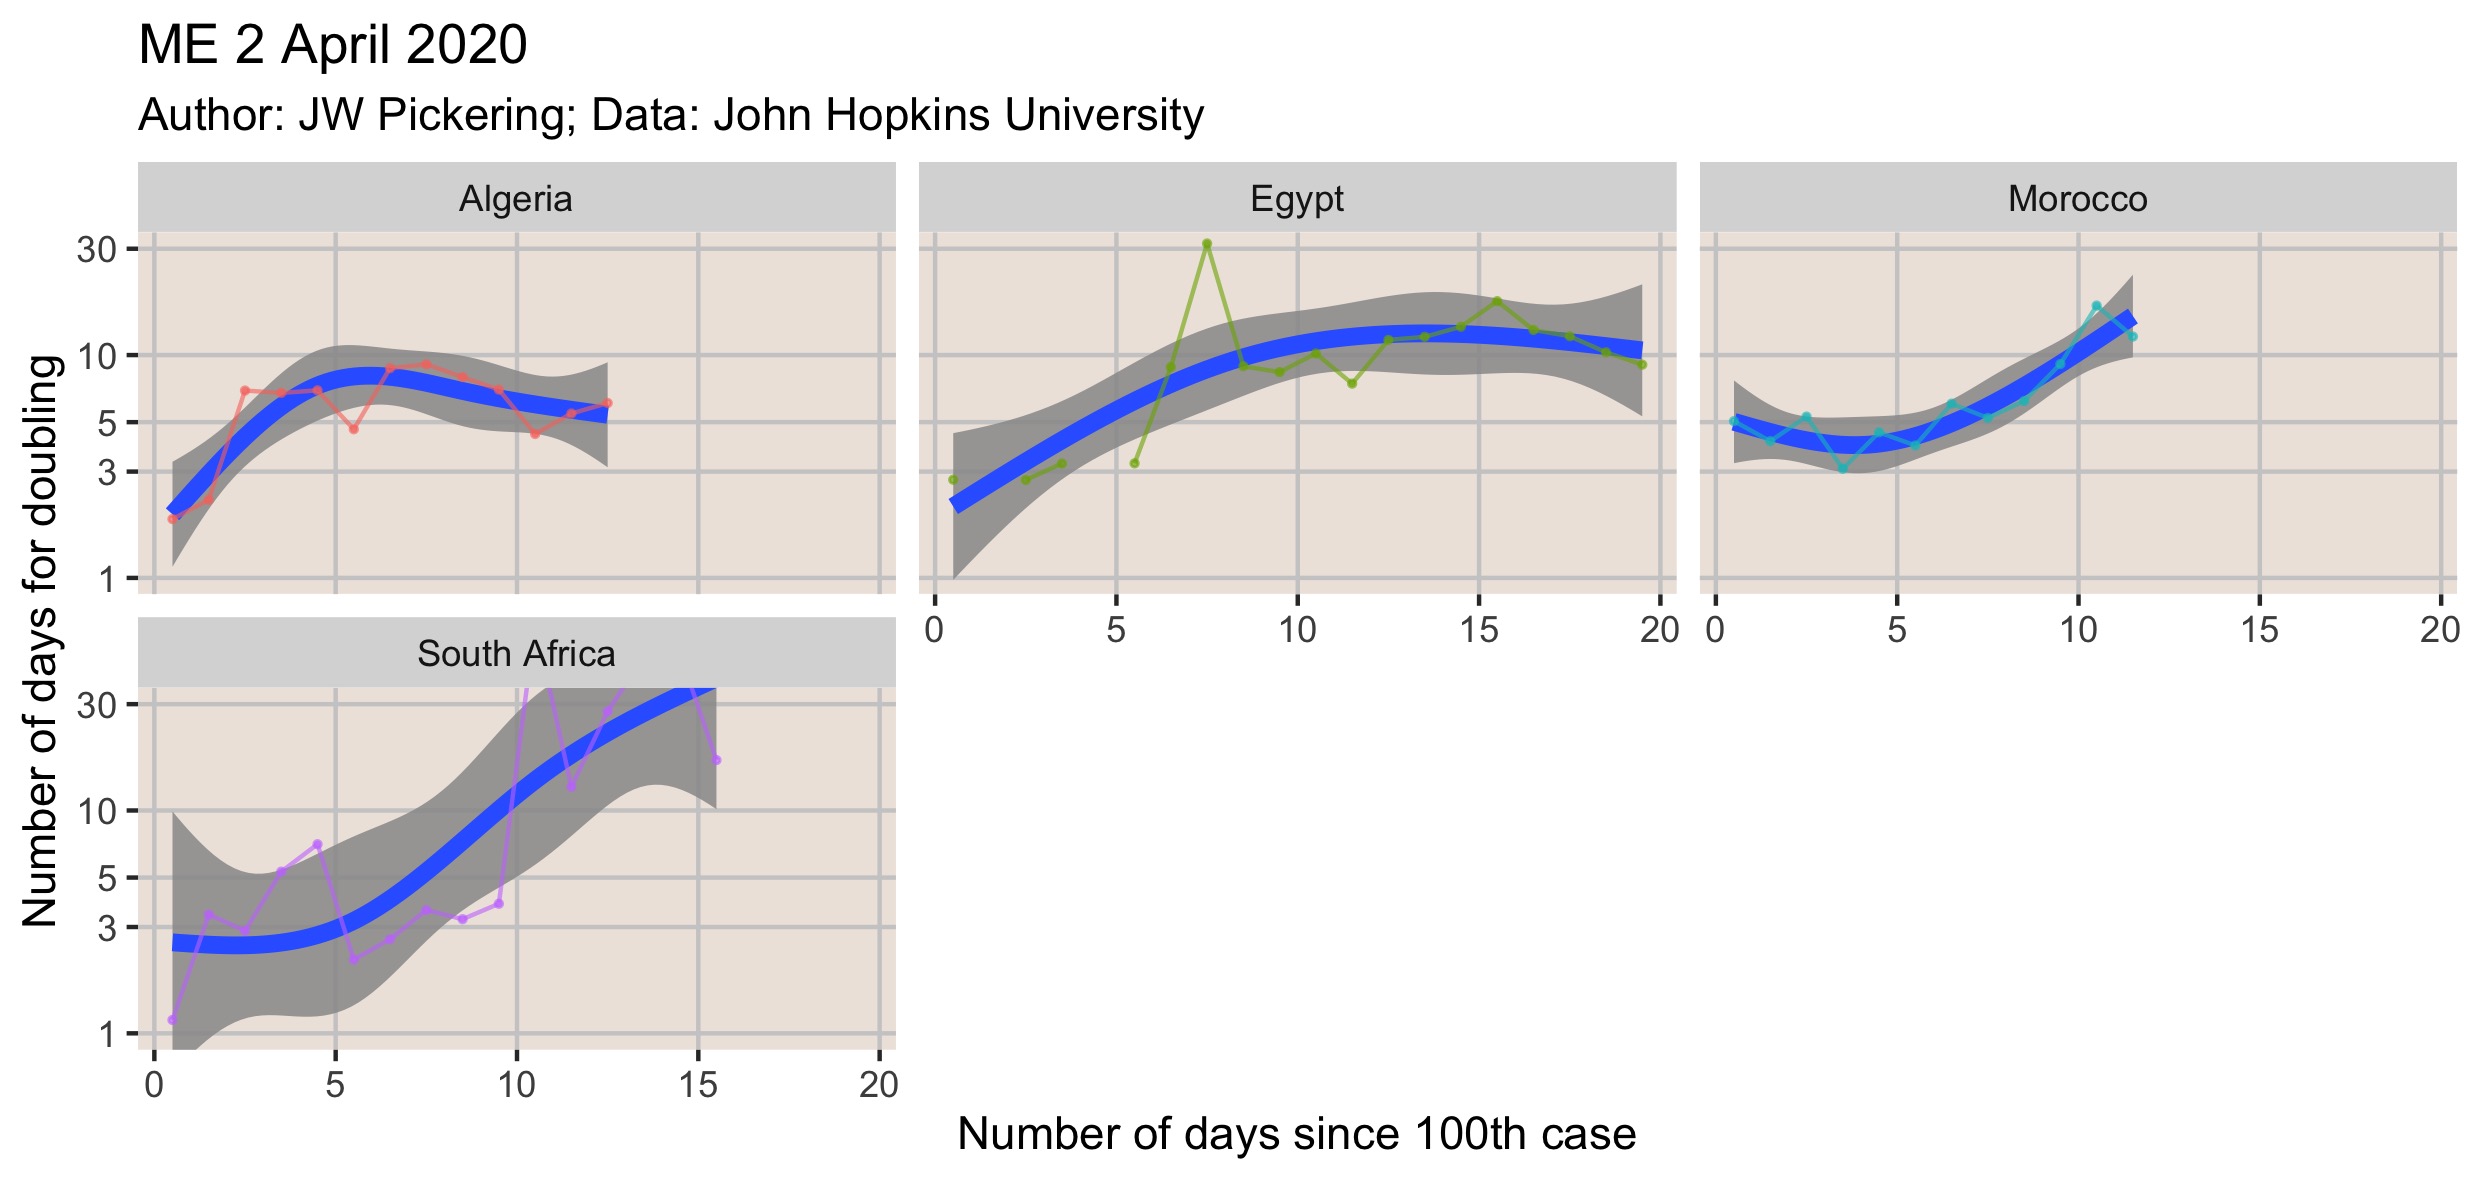 ME 2 April 2020
Author: JW Pickering; Data: John Hopkins University
Algeria
Egypt
Morocco
30
10
5
3
1
0 5 10 15 20
0 5 10 15 20
South Africa
30
10
5
3
1
0 5 10 15 20
Number of days for doubling
Number of days since 100th case